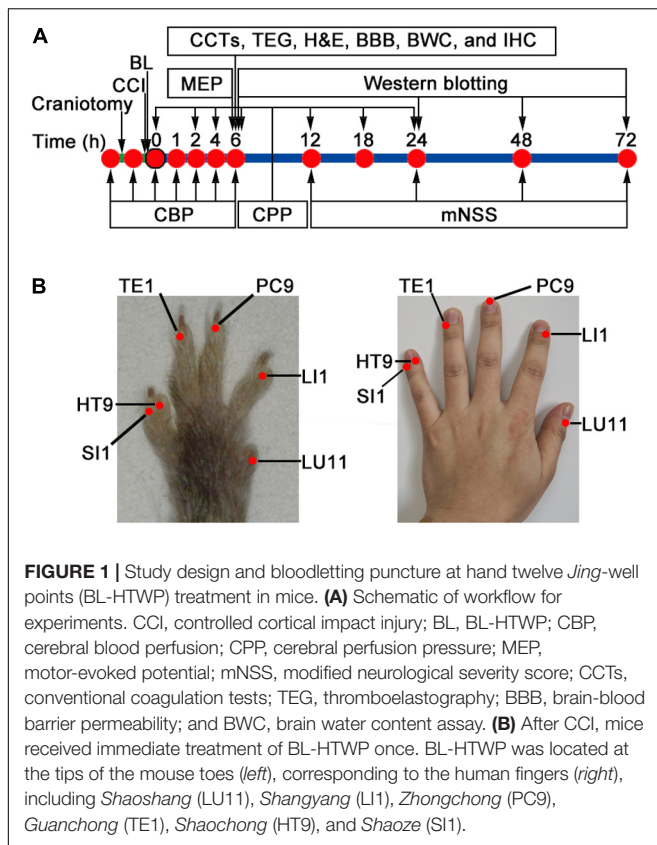 A
CCTs, TEG, H&E, BBB, BWC, and IHC
BL
CCI
MEP
Western blotting
Craniotomy
Time (h)
0 1 2 4 6 12 18 24 48 72
CBP
CPP
mNSS
B
TE1
PC9
LI1
HT9
SI1
LU11
TE1
PC9
LI1
HT9
SI1
LU11
FIGURE 1 | Study design and bloodletting puncture at hand twelve Jing-well
points (BL-HTWP) treatment in mice. (A) Schematic of workflow for
experiments. CCI, controlled cortical impact injury; BL, BL-HTWP; CBP,
cerebral blood perfusion; CPP, cerebral perfusion pressure; MEP,
motor-evoked potential; mNSS, modified neurological severity score; CCTs,
conventional coagulation tests; TEG, thromboelastography; BBB, brain-blood
barrier permeability; and BWC, brain water content assay. (B) After CCI, mice
received immediate treatment of BL-HTWP once. BL-HTWP was located at
the tips of the mouse toes (left), corresponding to the human fingers (right),
including Shaoshang (LU11), Shangyang (LI1), Zhongchong (PC9),
Guanchong (TE1), Shaochong (HT9), and Shaoze (SI1).